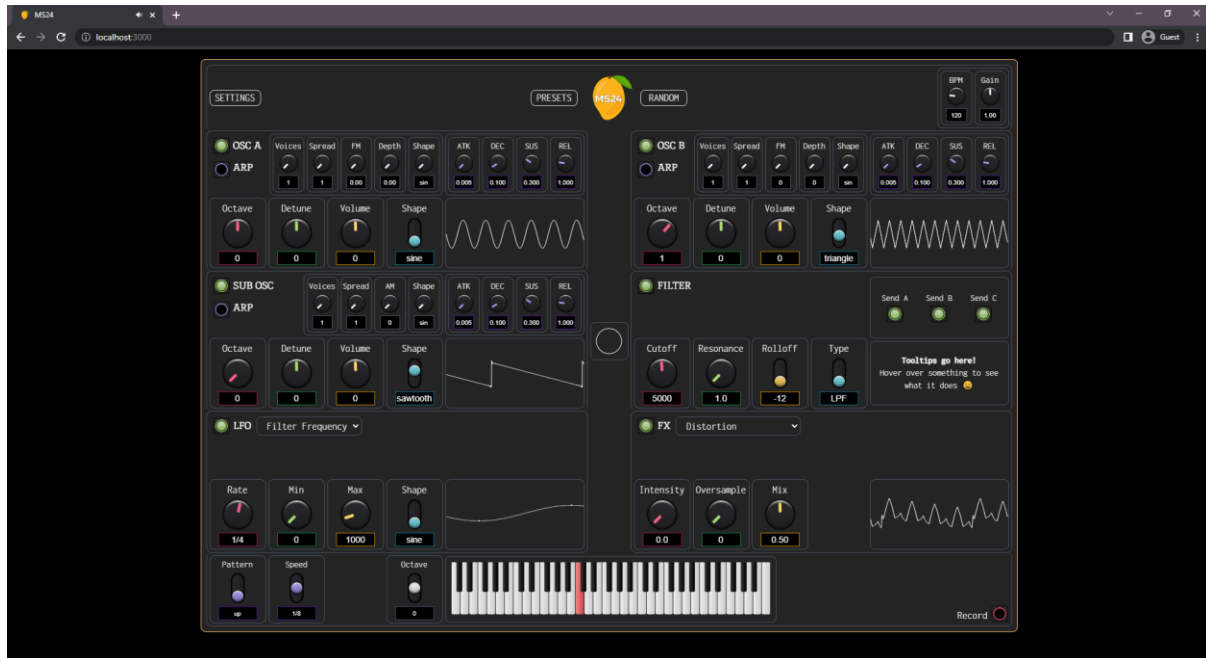 MS24
localhost:3000
Guest
SETTINGS
PRESETS
MS24
RANDOM
BPM Gain
120 1.00
OSC A
ARP
Voices Spread FM Depth Shape
1 1 0.00 0.00 sin
ATK DEC SUS REL
0.005 0.100 0.300 1.000
Octave Detune Volume Shape
0 0 0 sine
OSC B
ARP
Voices Spread FM Depth Shape
1 1 0 0 sin
ATK DEC SUS REL
0.005 0.100 0.300 1.000
Octave Detune Volume Shape
1 0 0 triangle
SUB OSC
ARP
Voices Spread AM Shape
1 1 0 sin
ATK DEC SUS REL
0.005 0.100 0.300 1.000
Octave Detune Volume Shape
0 0 0 sawtooth
FILTER
Send A Send B Send C
Cutoff Resonance Rolloff Type
5000 1.0 -12 LPF
Tooltips go here!
Hover over something to see
what it does 😩
LFO Filter Frequency
Rate Min Max Shape
1/4 0 1000 sine
FX Distortion
Intensity Oversample Mix
0.0 0 0.50
Pattern Speed Octave
up 1/8 0
Record